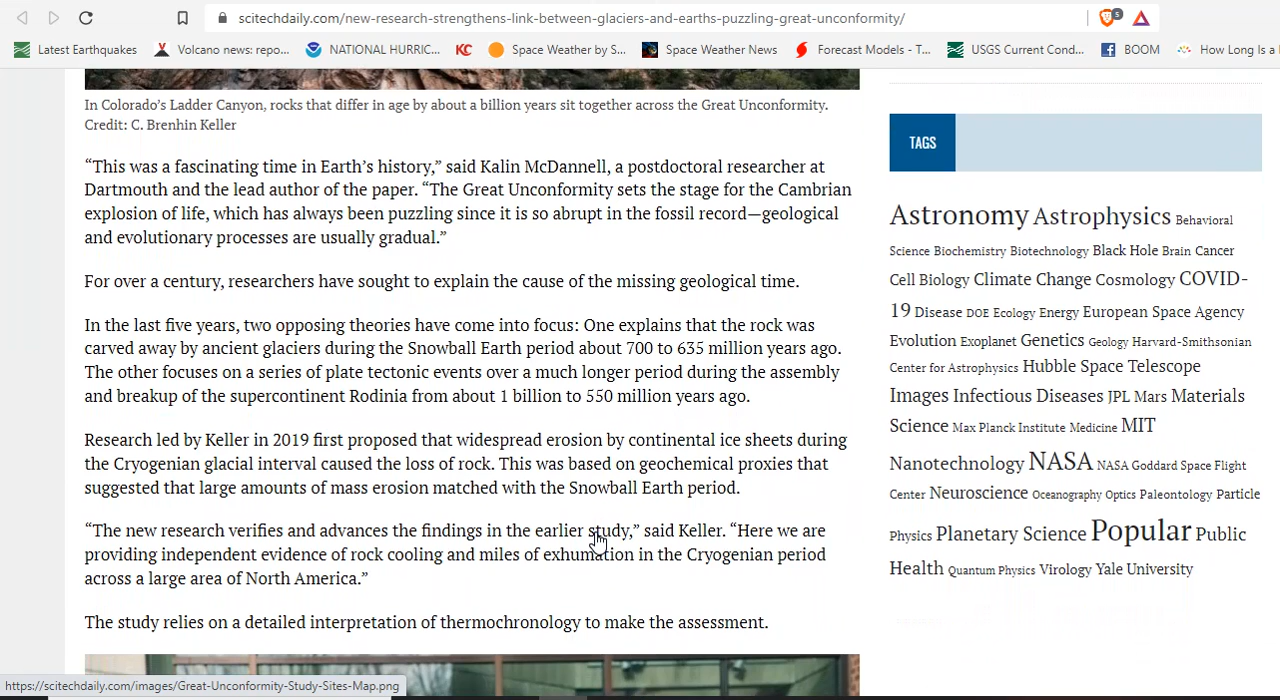 scitechdaily.com/new-research-strengthens-link-between-glaciers-and-earths-puzzling-great-unconformity/
5
Latest Earthquakes
Volcano news: repo...
NATIONAL HURRIC...
KC
Space Weather by S...
Space Weather News
Forecast Models - T...
USGS Current Cond...
BOOM
How Long Is a
In Colorado’s Ladder Canyon, rocks that differ in age by about a billion years sit together across the Great Unconformity.
Credit: C. Brenhin Keller
“This was a fascinating time in Earth’s history,” said Kalin McDannell, a postdoctoral researcher at
Dartmouth and the lead author of the paper. “The Great Unconformity sets the stage for the Cambrian
explosion of life, which has always been puzzling since it is so abrupt in the fossil record—geological
and evolutionary processes are usually gradual.”
For over a century, researchers have sought to explain the cause of the missing geological time.
In the last five years, two opposing theories have come into focus: One explains that the rock was
carved away by ancient glaciers during the Snowball Earth period about 700 to 635 million years ago.
The other focuses on a series of plate tectonic events over a much longer period during the assembly
and breakup of the supercontinent Rodinia from about 1 billion to 550 million years ago.
Research led by Keller in 2019 first proposed that widespread erosion by continental ice sheets during
the Cryogenian glacial interval caused the loss of rock. This was based on geochemical proxies that
suggested that large amounts of mass erosion matched with the Snowball Earth period.
“The new research verifies and advances the findings in the earlier study,” said Keller. “Here we are
providing independent evidence of rock cooling and miles of exhumation in the Cryogenian period
across a large area of North America.”
The study relies on a detailed interpretation of thermochronology to make the assessment.
TAGS
Astronomy Astrophysics Behavioral
Science Biochemistry Biotechnology Black Hole Brain Cancer
Cell Biology Climate Change Cosmology COVID-
19 Disease DOE Ecology Energy European Space Agency
Evolution Exoplanet Genetics Geology Harvard-Smithsonian
Center for Astrophysics Hubble Space Telescope
Images Infectious Diseases JPL Mars Materials
Science Max Planck Institute Medicine MIT
Nanotechnology NASA NASA Goddard Space Flight
Center Neuroscience Oceanography Optics Paleontology Particle
Physics Planetary Science Popular Public
Health Quantum Physics Virology Yale University
https://scitechdaily.com/images/Great-Unconformity-Study-Sites-Map.png